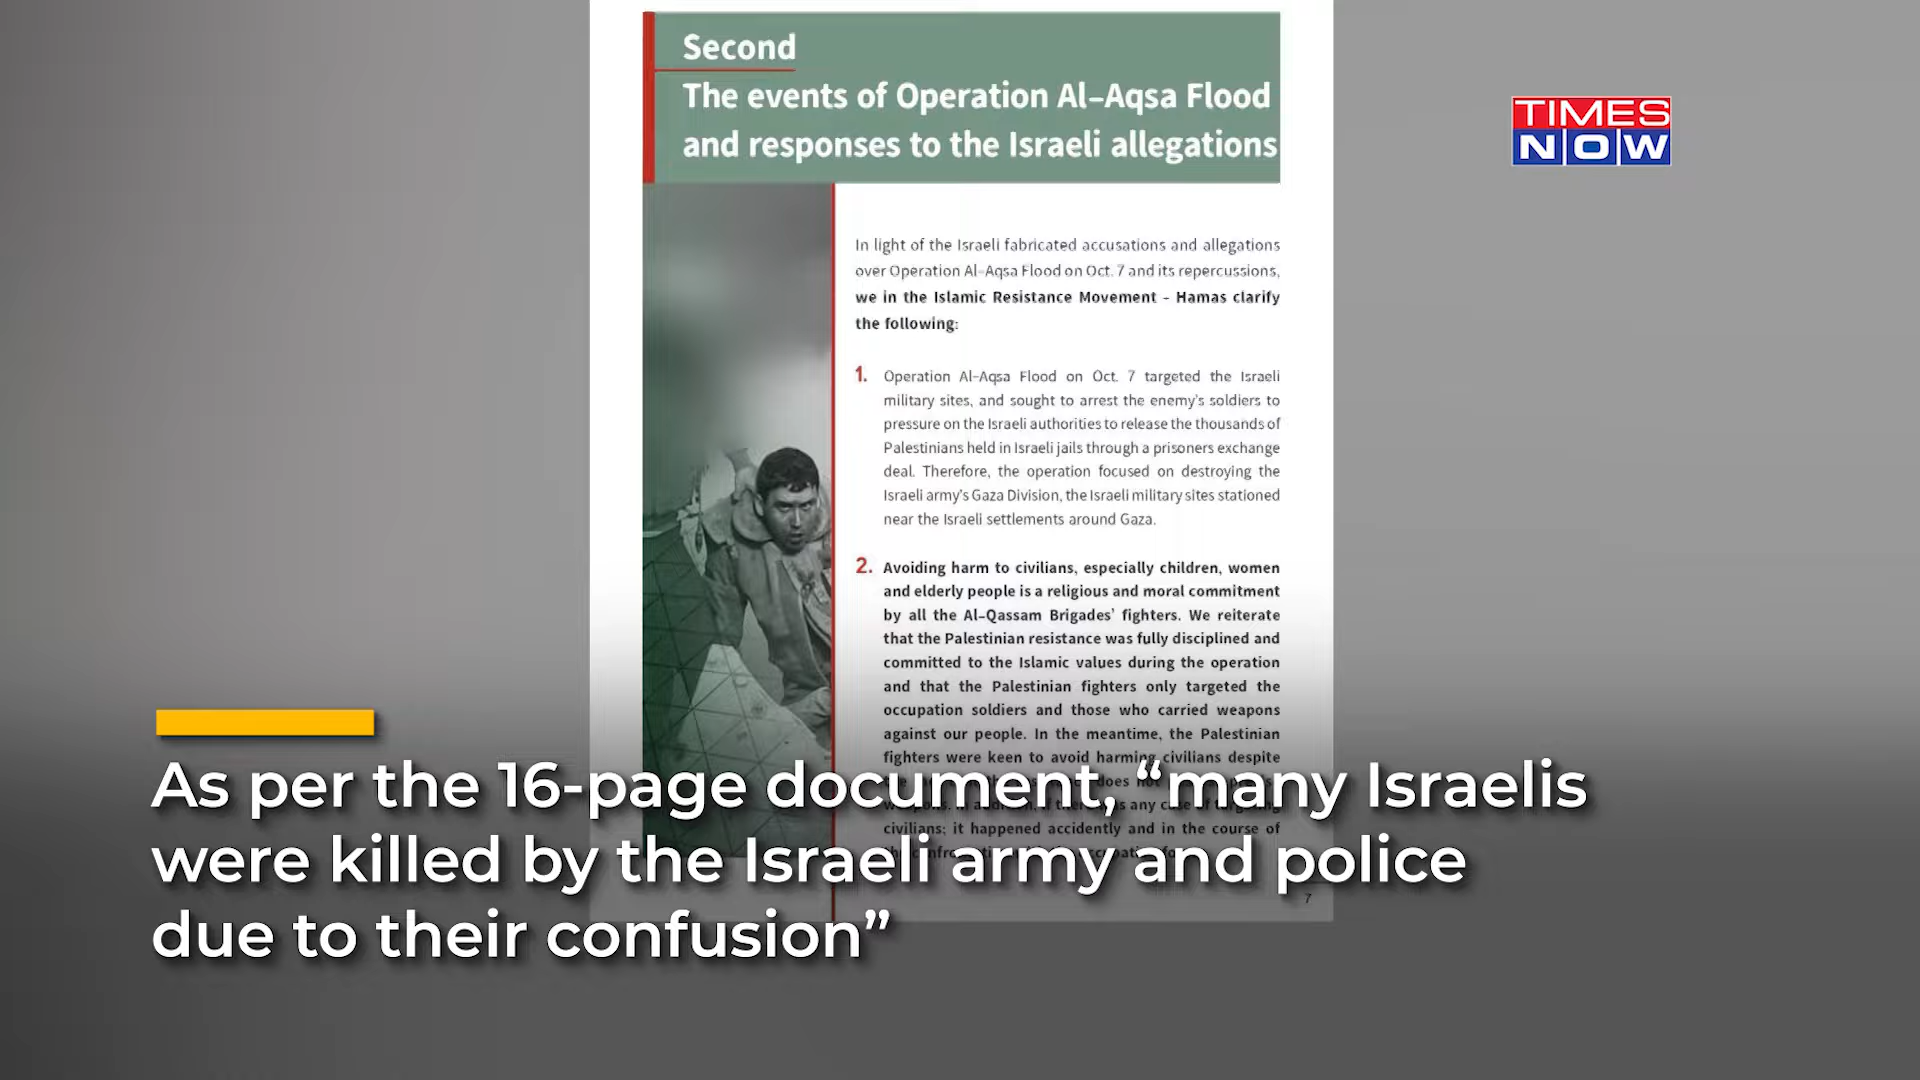 Second
The events of Operation Al-Aqsa Flood
and responses to the Israeli allegations
TIMES
NOW
In light of the Israeli fabricated accusations and allegations
over Operation Al-Aqsa Flood on Oct. 7 and its repercussions,
we in the Islamic Resistance Movement - Hamas clarify
the following:
1. Operation Al-Aqsa Flood on Oct. 7 targeted the Israeli
military sites, and sought to arrest the enemy's soldiers to
pressure on the Israeli authorities to release the thousands of
Palestinians held in Israeli jails through a prisoners exchange
deal. Therefore, the operation focused on destroying the
Israeli army's Gaza Division, the Israeli military sites stationed
near the Israeli settlements around Gaza.
2. Avoiding harm to civilians, especially children, women
and elderly people is a religious and moral commitment
by all the Al-Qassam Brigades' fighters. We reiterate
that the Palestinian resistance was fully disciplined and
committed to the Islamic values during the operation
and that the Palestinian fighters only targeted the
occupation soldiers and those who carried weapons
against our people. In the meantime, the Palestinian
fighters were keen to avoid harming civilians despite
does
any
civilians; it happened accidently and in the course of
7
As per the 16-page document, “many Israelis
were killed by the Israeli army and police
due to their confusion”